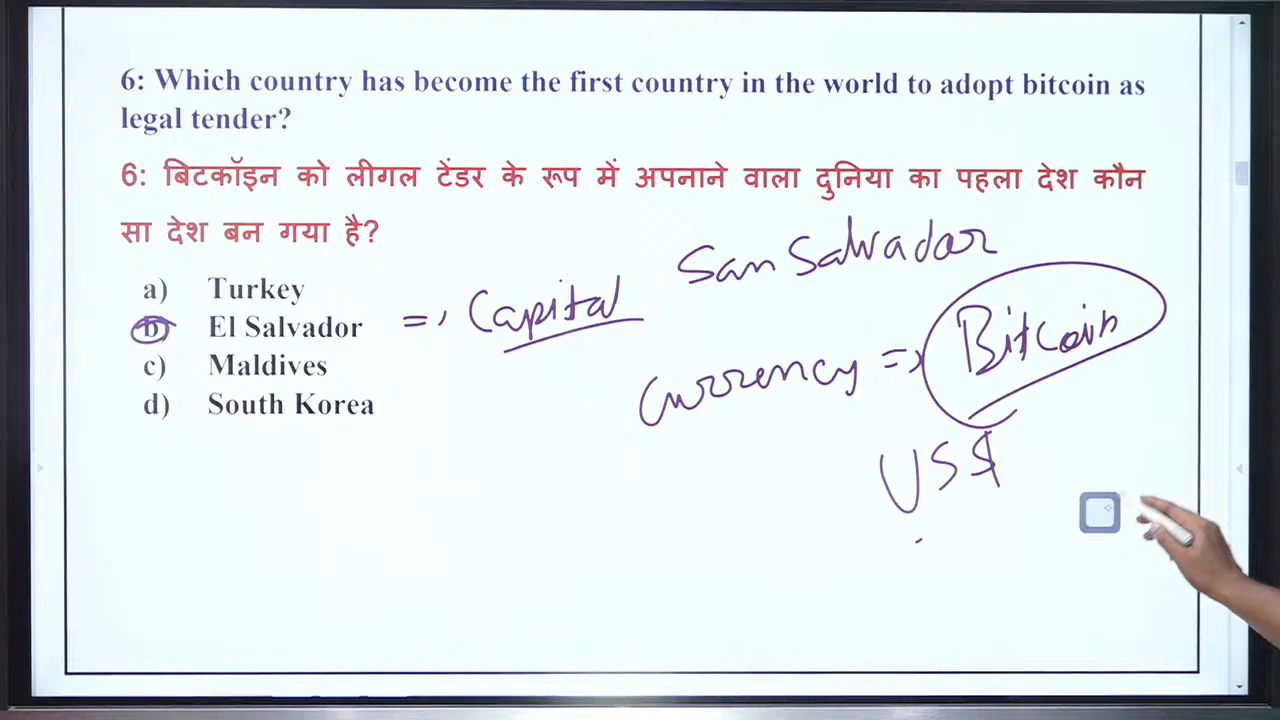 6: Which country has become the first country in the world to adopt bitcoin as
legal tender?
6: बिटकॉइन को लीगल टेंडर के रूप में अपनाने वाला दुनिया का पहला देश कौन
सा देश बन गया है?
a) Turkey
b) El Salvador => Capital San Salvador
c) Maldives
d) South Korea
Currency => Bitcoin
US$